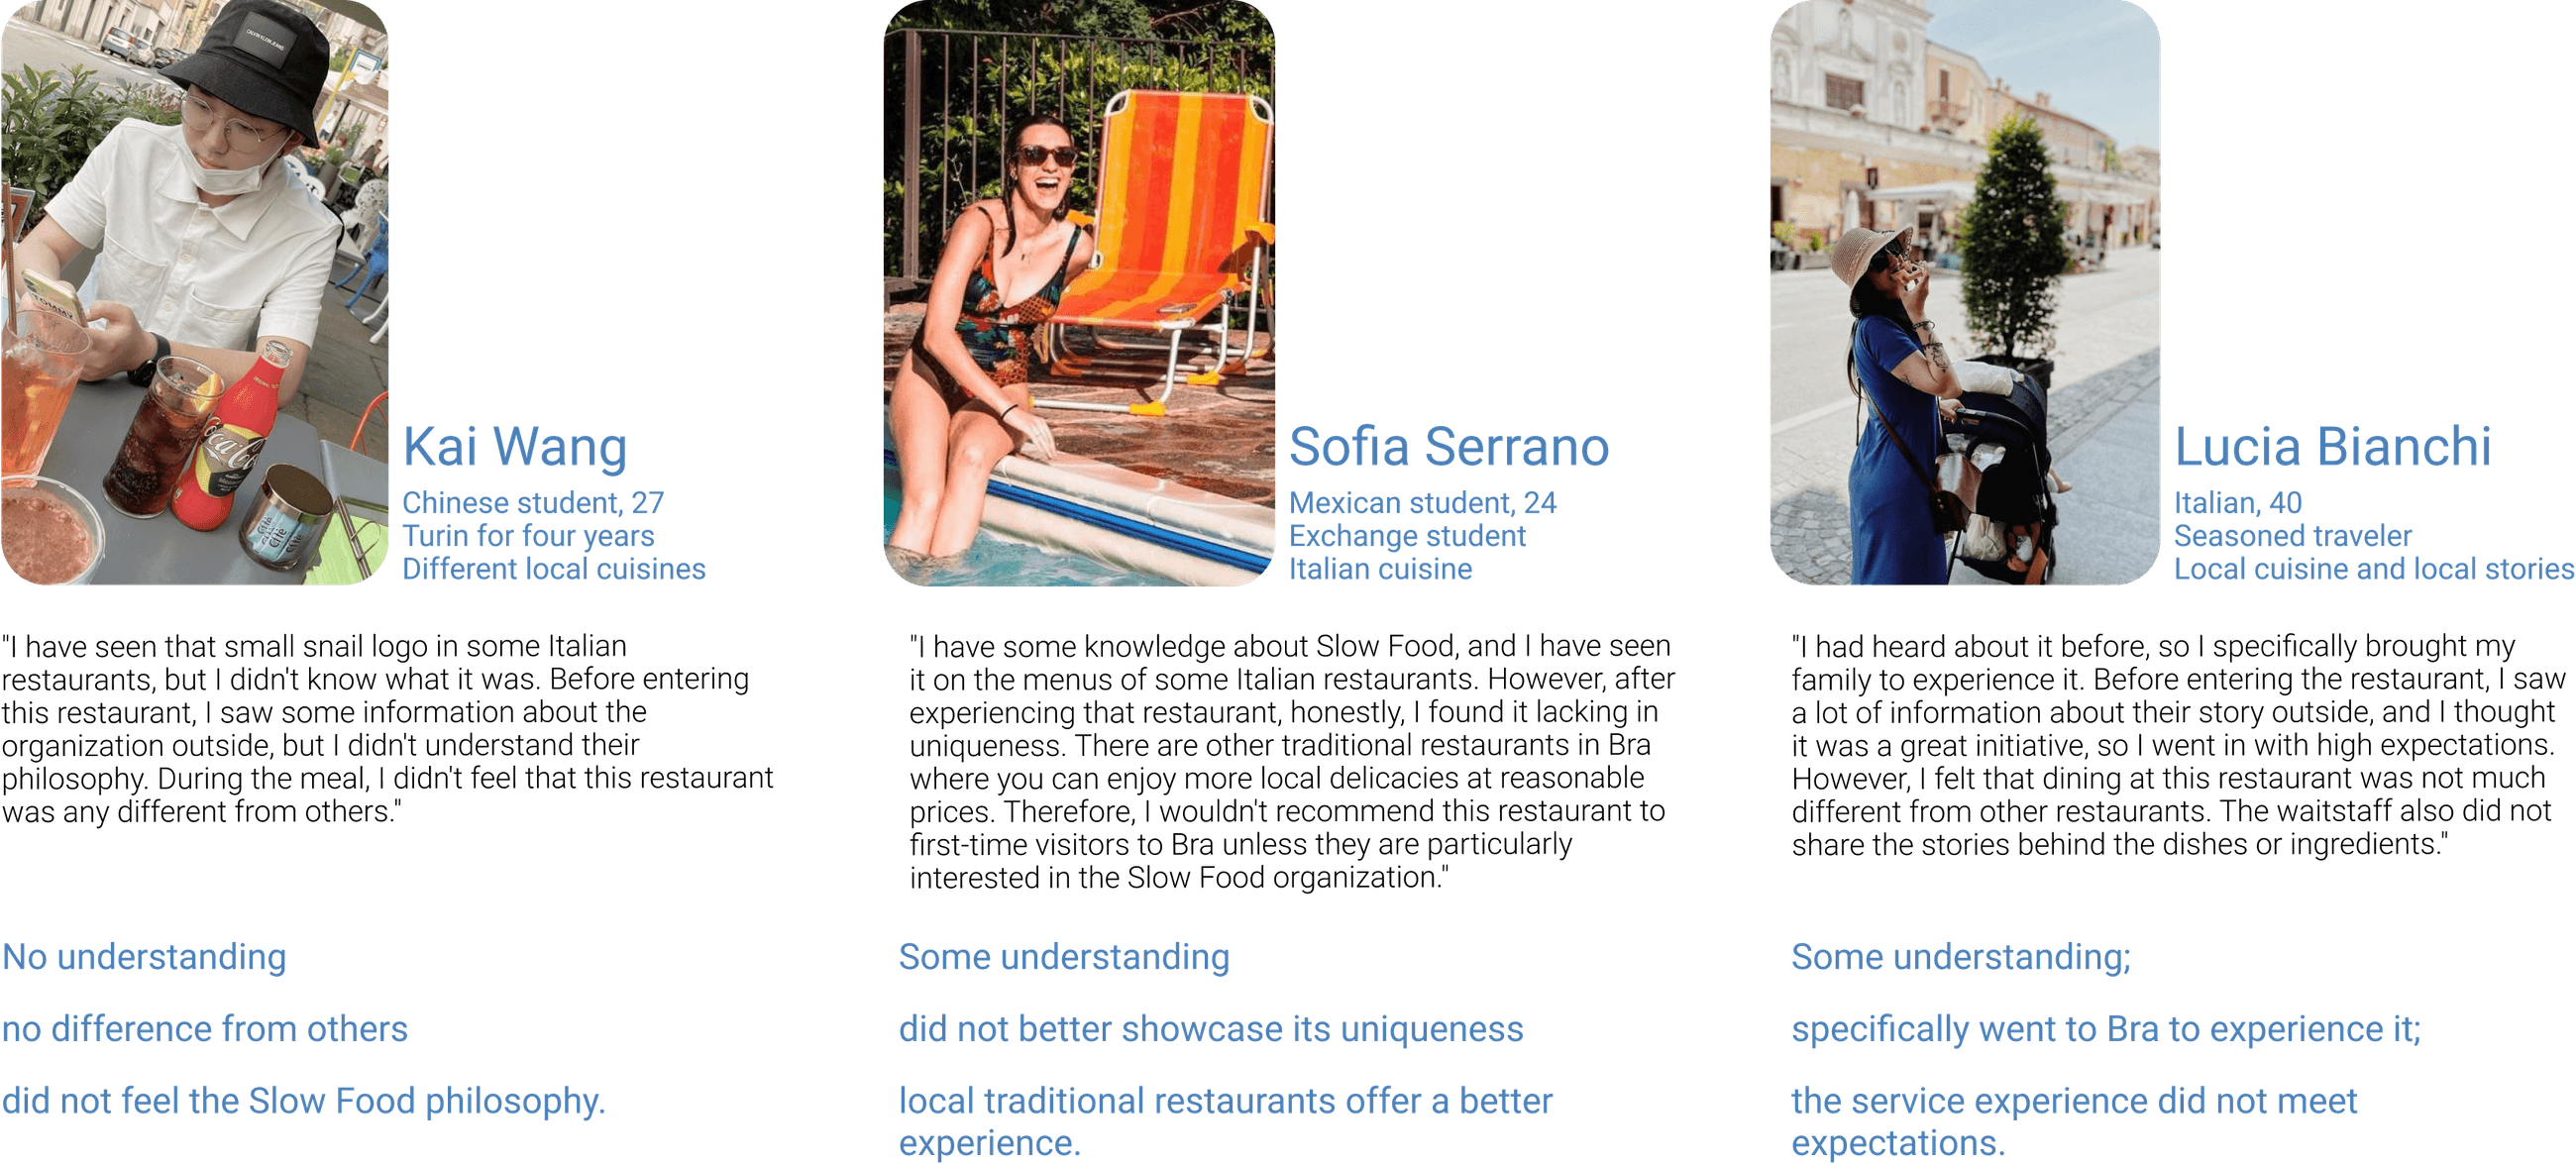 CALVIN KLEIN JEANS
TOMMY
Coca-Cola
Kai Wang
Chinese student, 27
Turin for four years
Different local cuisines
"I have seen that small snail logo in some Italian
restaurants, but I didn't know what it was. Before entering
this restaurant, I saw some information about the
organization outside, but I didn't understand their
philosophy. During the meal, I didn't feel that this restaurant
was any different from others."
No understanding
no difference from others
did not feel the Slow Food philosophy.
Sofia Serrano
Mexican student, 24
Exchange student
Italian cuisine
"I have some knowledge about Slow Food, and I have seen
it on the menus of some Italian restaurants. However, after
experiencing that restaurant, honestly, I found it lacking in
uniqueness. There are other traditional restaurants in Bra
where you can enjoy more local delicacies at reasonable
prices. Therefore, I wouldn't recommend this restaurant to
first-time visitors to Bra unless they are particularly
interested in the Slow Food organization."
Some understanding
did not better showcase its uniqueness
local traditional restaurants offer a better
experience.
Lucia Bianchi
Italian, 40
Seasoned traveler
Local cuisine and local stories
"I had heard about it before, so I specifically brought my
family to experience it. Before entering the restaurant, I saw
a lot of information about their story outside, and I thought
it was a great initiative, so I went in with high expectations.
However, I felt that dining at this restaurant was not much
different from other restaurants. The waitstaff also did not
share the stories behind the dishes or ingredients."
Some understanding;
specifically went to Bra to experience it;
the service experience did not meet
expectations.